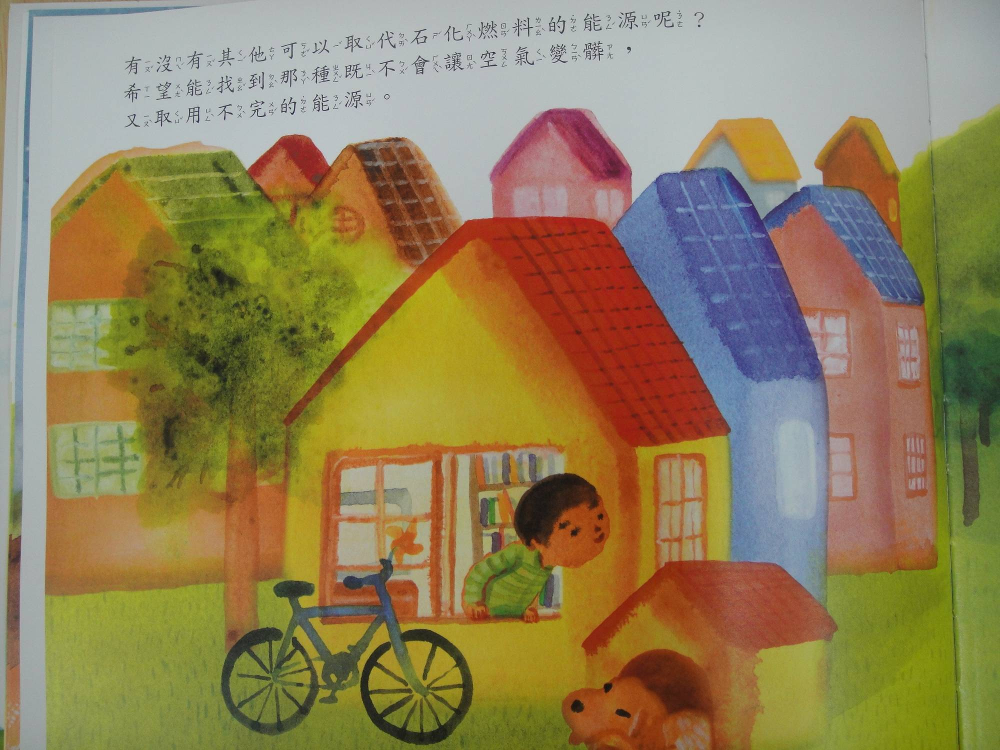 有沒有其他可以取代石化燃料的能源呢？
希望能找到那種既不會讓空氣變髒，
又取用不完的能源。